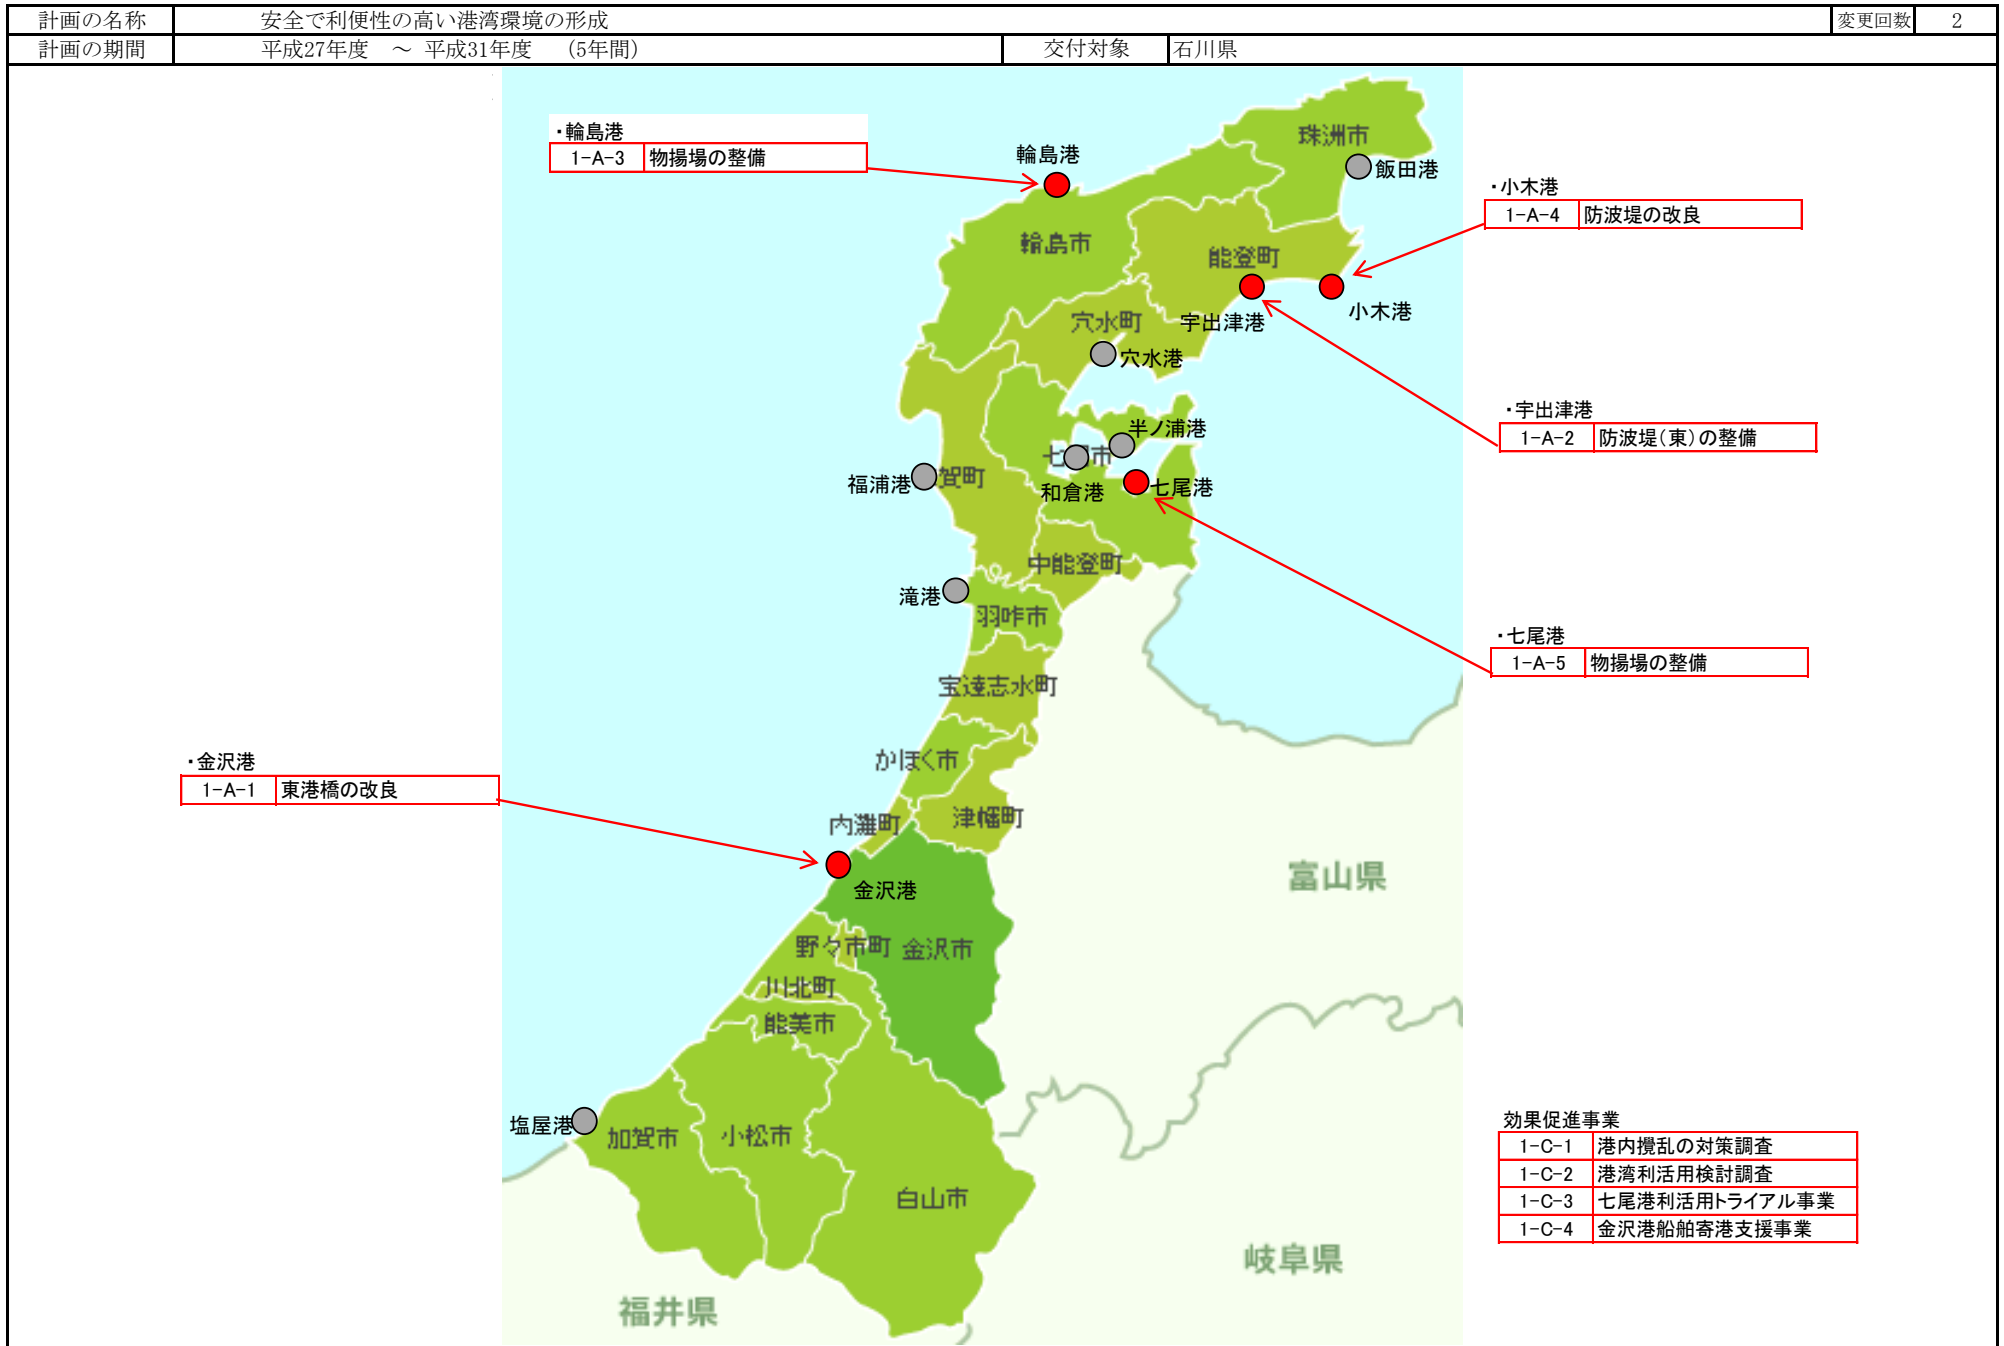 計画の名称 安全で利便性の高い港湾環境の形成 変更回数 2
計画の期間 平成27年度 ～ 平成31年度 （5年間） 交付対象 石川県
・輪島港
1-A-3 物揚場の整備
輪島港
珠洲市
飯田港
・小木港
1-A-4 防波堤の改良
輪島市
能登町
小木港
宇出津港
穴水町
穴水港
・宇出津港
1-A-2 防波堤（東）の整備
半ノ浦港
七 市
福浦港
賀町
和倉港
七尾港
中能登町
滝港
羽咋市
・七尾港
1-A-5 物揚場の整備
宝達志水町
かほく市
・金沢港
1-A-1 東港橋の改良
内灘町
津幡町
金沢港
富山県
野々市町
金沢市
川北町
能美市
塩屋港
加賀市
小松市
白山市
効果促進事業
1-C-1 港内攪乱の対策調査
1-C-2 港湾利活用検討調査
1-C-3 七尾港利活用トライアル事業
1-C-4 金沢港船舶寄港支援事業
岐阜県
福井県